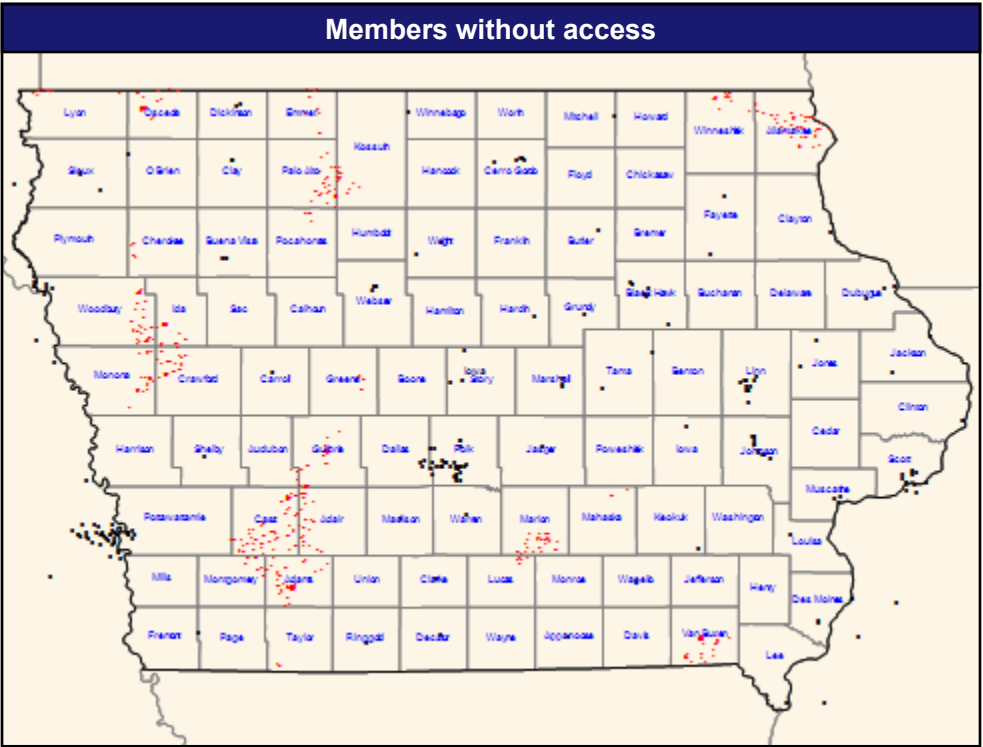 Members without access
Lyon Osceola Dickinson Emmet Winnebago Worth Mitchell Howard Winneshiek Allamakee
Kossuth
Sioux O'Brien Clay Palo Alto Hancock Cerro Gordo Floyd Chickasaw
Fayette Clayton
Plymouth Cherokee Buena Vista Pocahontas Humboldt Wright Franklin Butler Bremer
Woodbury Ida Sac Calhoun Webster Hamilton Hardin Grundy Black Hawk Buchanan Delaware Dubuque
Monona Crawford Carroll Greene Boone Story Marshall Tama Benton Linn Jones Jackson
Iowa
Clinton
Harrison Shelby Audubon Guthrie Dallas Polk Jasper Poweshiek Iowa Johnson Cedar
Scott
Muscatine
Pottawattamie Cass Adair Madison Warren Marion Mahaska Keokuk Washington
Louisa
Mills Montgomery Adams Union Clarke Lucas Monroe Wapello Jefferson Henry
Des Moines
Fremont Page Taylor Ringgold Decatur Wayne Appanoose Davis Van Buren
Lee